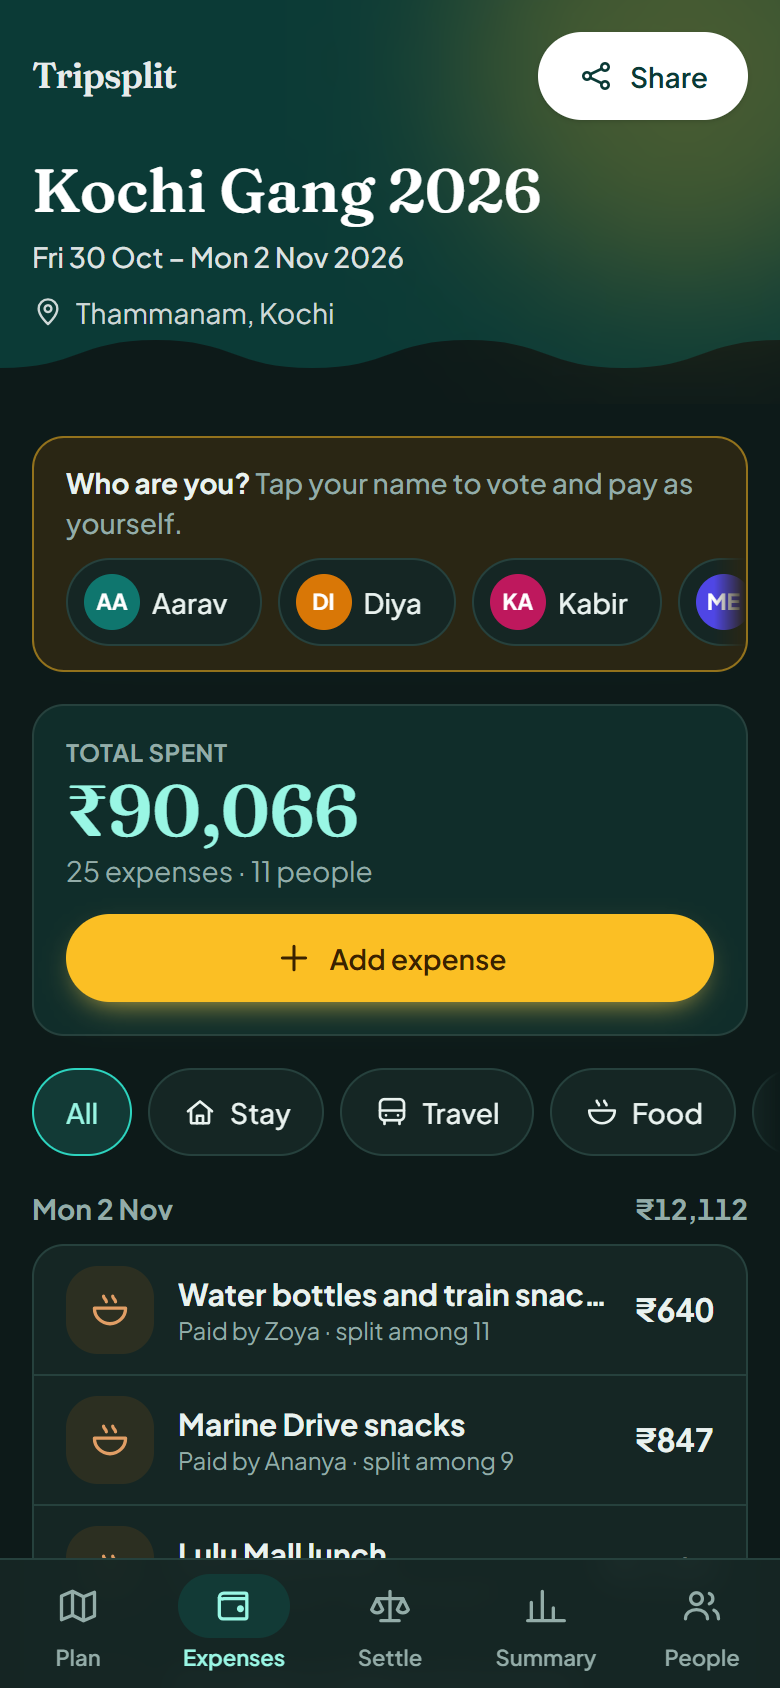 Tripsplit
Share
Kochi Gang 2026
Fri 30 Oct – Mon 2 Nov 2026
Thammanam, Kochi
Who are you? Tap your name to vote and pay as
yourself.
AA Aarav DI Diya KA Kabir ME
TOTAL SPENT
₹90,066
25 expenses · 11 people
+ Add expense
All Stay Travel Food
Mon 2 Nov ₹12,112
Water bottles and train snac... ₹640
Paid by Zoya · split among 11
Marine Drive snacks ₹847
Paid by Ananya · split among 9
Lulu Mall lunch
Plan Expenses Settle Summary People